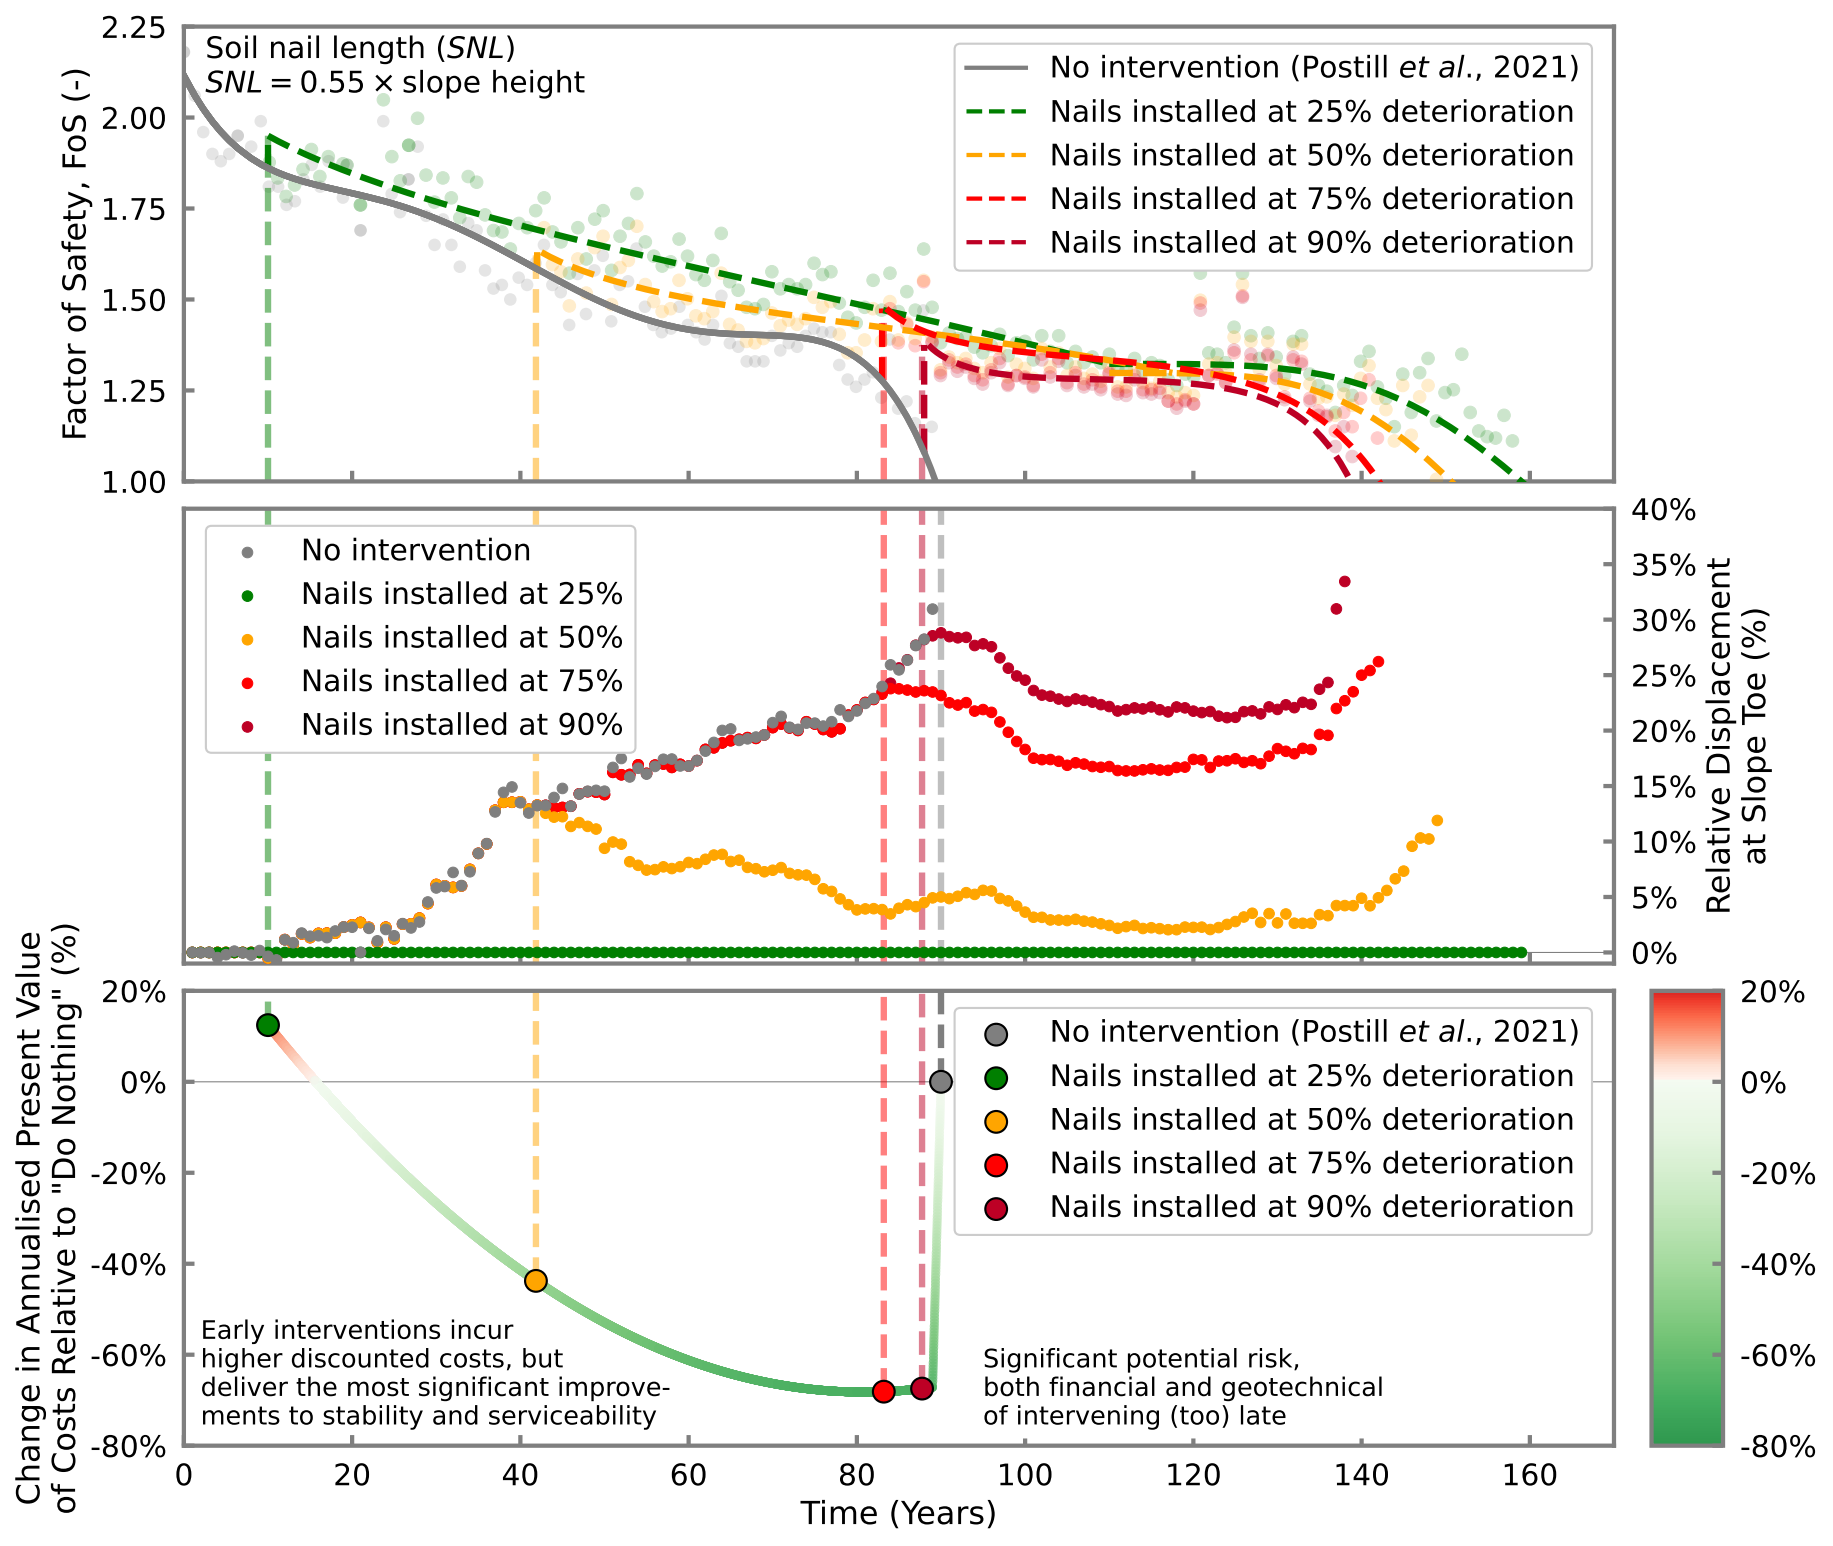 2.25
2.00
1.75
1.50
1.25
1.00
Factor of Safety, FoS (-)
Soil nail length (SNL)
SNL = 0.55 × slope height
No intervention (Postill et al., 2021)
Nails installed at 25% deterioration
Nails installed at 50% deterioration
Nails installed at 75% deterioration
Nails installed at 90% deterioration
No intervention
Nails installed at 25%
Nails installed at 50%
Nails installed at 75%
Nails installed at 90%
40%
35%
30%
25%
20%
15%
10%
5%
0%
Relative Displacement
at Slope Toe (%)
Change in Annualised Present Value
of Costs Relative to "Do Nothing" (%)
20%
0%
-20%
-40%
-60%
-80%
No intervention (Postill et al., 2021)
Nails installed at 25% deterioration
Nails installed at 50% deterioration
Nails installed at 75% deterioration
Nails installed at 90% deterioration
Early interventions incur
higher discounted costs, but
deliver the most significant improve-
ments to stability and serviceability
Significant potential risk,
both financial and geotechnical
of intervening (too) late
20%
0%
-20%
-40%
-60%
-80%
0 20 40 60 80 100 120 140 160
Time (Years)